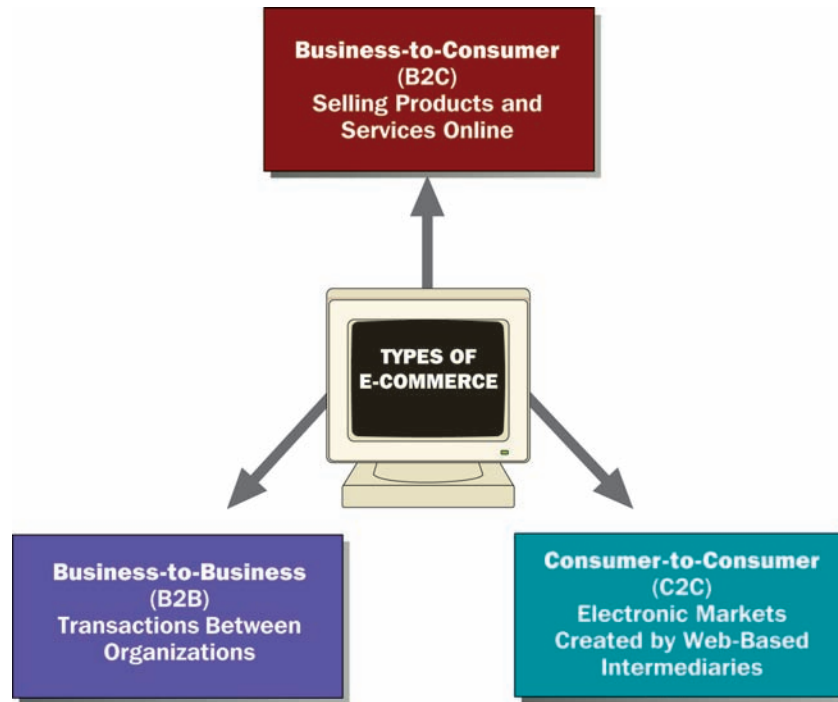 Business-to-Consumer
(B2C)
Selling Products and
Services Online
TYPES OF
E-COMMERCE
Business-to-Business
(B2B)
Transactions Between
Organizations
Consumer-to-Consumer
(C2C)
Electronic Markets
Created by Web-Based
Intermediaries